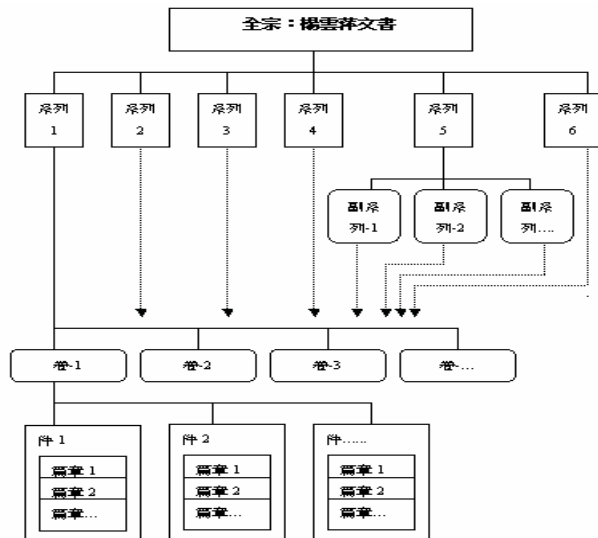 全宗：楊雲萍文書
系列
1
系列
2
系列
3
系列
4
系列
5
系列
6
副系
列-1
副系
列-2
副系
列....
卷-1
卷-2
卷-3
卷-...
件 1
篇章 1
篇章 2
篇章...
件 2
篇章 1
篇章 2
篇章...
件......
篇章 1
篇章 2
篇章...